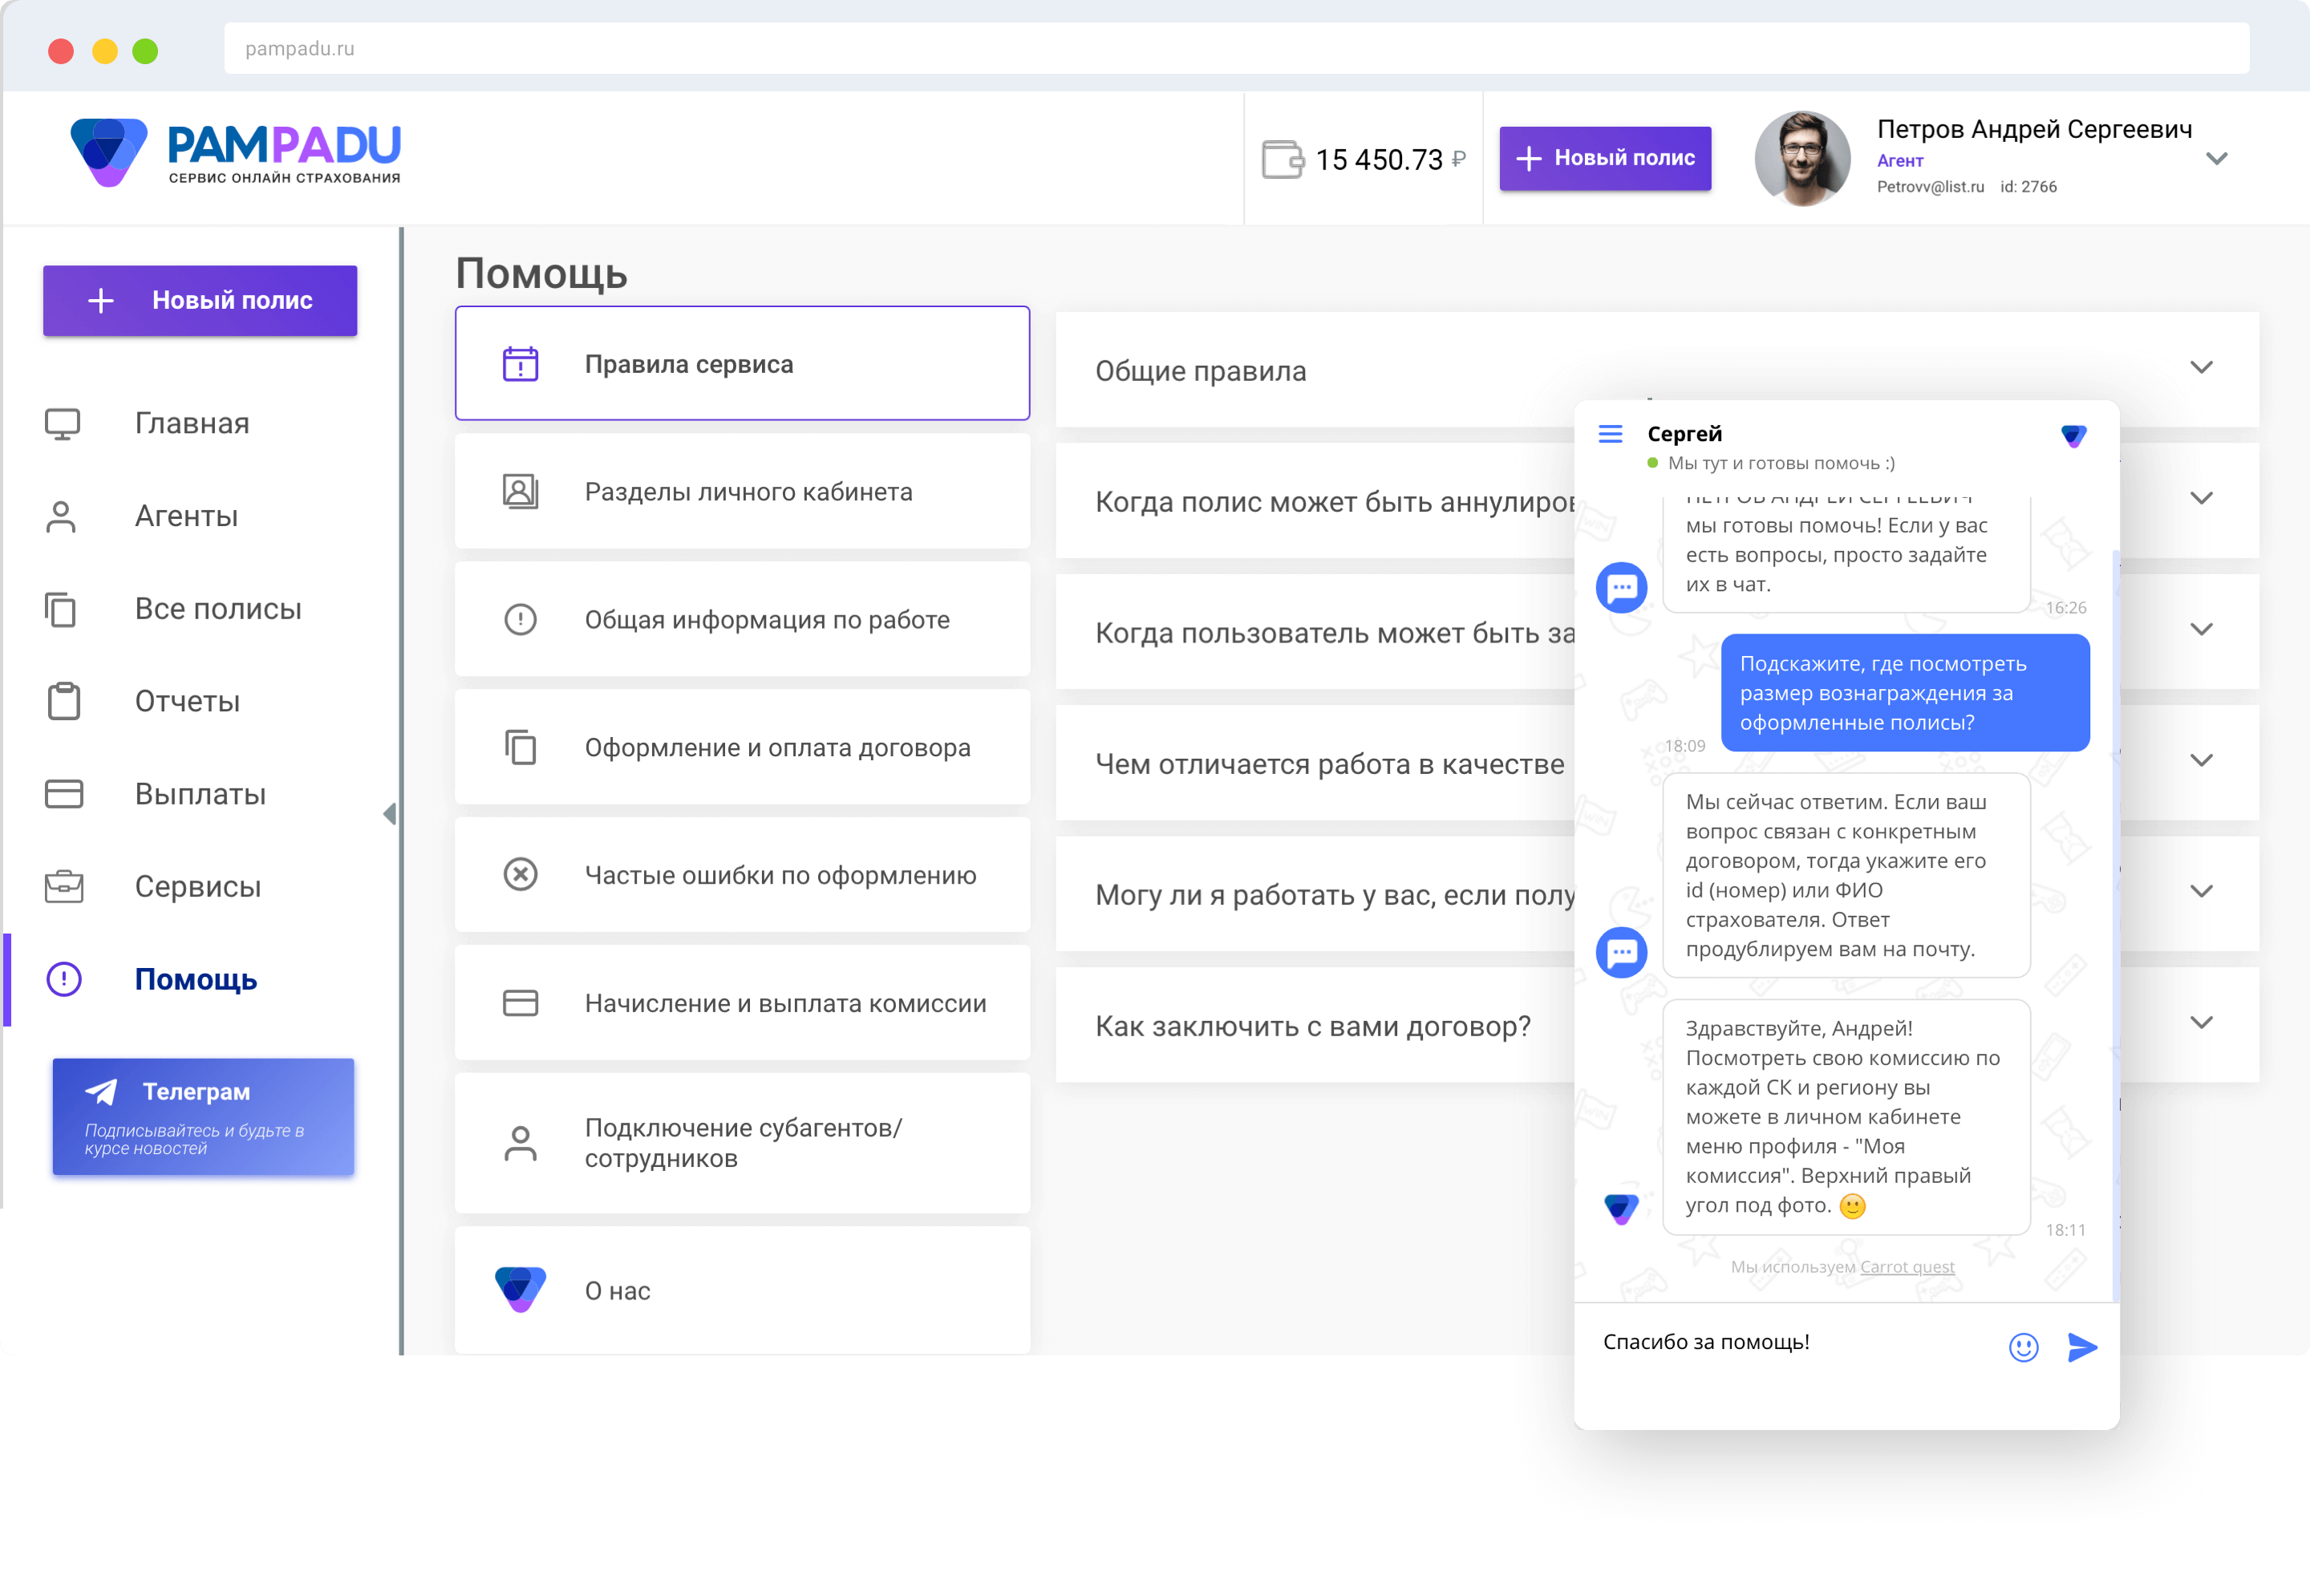 pampadu.ru
PAMPADU
СЕРВИС ОНЛАЙН СТРАХОВАНИЯ
15 450.73 ₽
Новый полис
Петров Андрей Сергеевич
Агент
Petrovv@list.ru id: 2766
Новый полис
Главная
Агенты
Все полисы
Отчеты
Выплаты
Сервисы
Помощь
Телеграм
Подписывайтесь и будьте в
курсе новостей
Помощь
Правила сервиса
Разделы личного кабинета
Общая информация по работе
Оформление и оплата договора
Частые ошибки по оформлению
Начисление и выплата комиссии
Подключение субагентов/
сотрудников
О нас
Общие правила
Когда полис может быть
Когда пользователь может быть
Чем отличается работа в качестве
Могу ли я работать у вас, если
Как заключить с вами договор?
Сергей
Мы тут и готовы помочь :)
ПЕТРОВ АНДРЕЙ СЕРГЕЕВИЧ
мы готовы помочь! Если у вас
есть вопросы, просто задайте
их в чат.
16:26
Подскажите, где посмотреть
размер вознаграждения за
оформленные полисы?
18:09
Мы сейчас ответим. Если ваш
вопрос связан с конкретным
договором, тогда укажите его
id (номер) или ФИО
страхователя. Ответ
продублируем вам на почту.
Здравствуйте, Андрей!
Посмотреть свою комиссию по
каждой СК и региону вы
можете в личном кабинете
меню профиля - "Моя
комиссия". Верхний правый
угол под фото. 🙂
18:11
Мы используем Carrot quest
Спасибо за помощь!